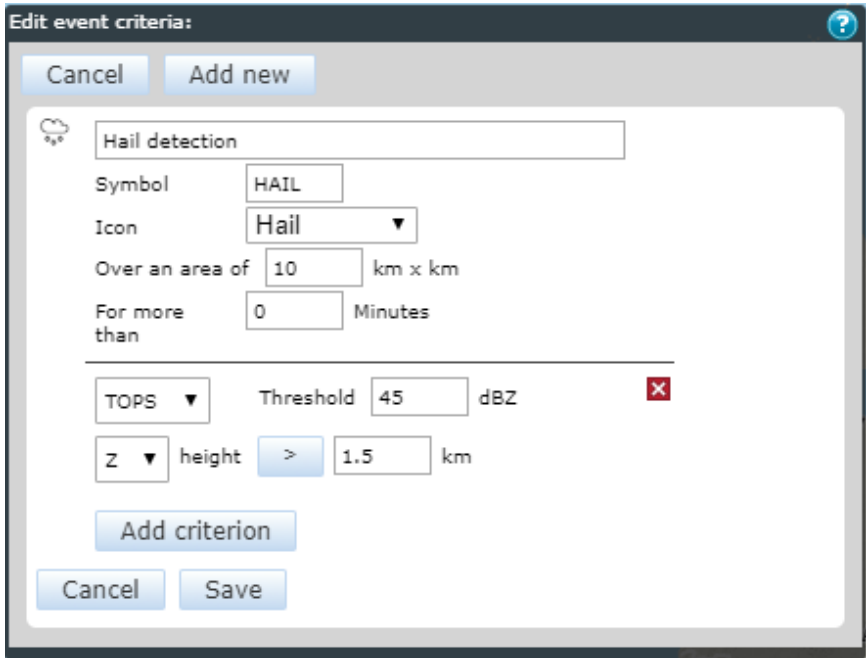 Edit event criteria: ?
Cancel Add new
Hail detection
Symbol HAIL
Icon Hail
Over an area of 10 km x km
For more than 0 Minutes
TOPS Threshold 45 dBZ
Z height > 1.5 km
Add criterion
Cancel Save